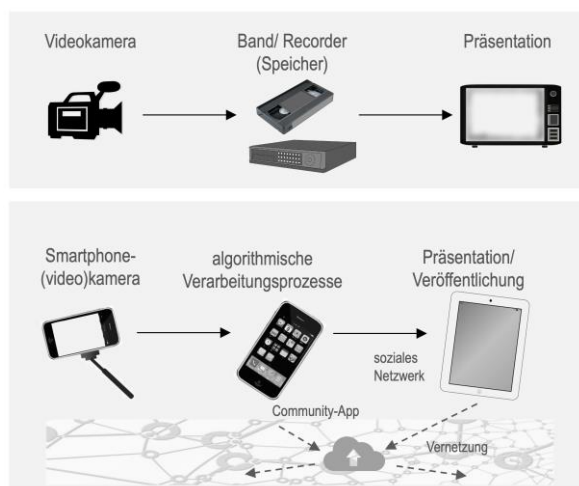 Videokamera
Band/ Recorder
(Speicher)
Präsentation
Smartphone-
(video)kamera
algorithmische
Verarbeitungsprozesse
Präsentation/
Veröffentlichung
soziales
Netzwerk
Community-App
Vernetzung